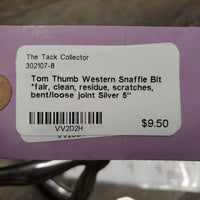 The Tack Collector
302107-8
Tom Thumb Western Snaffle Bit
*fair, clean, residue, scratches,
bent/loose joint Silver 5"
$9.50
VV2D2H